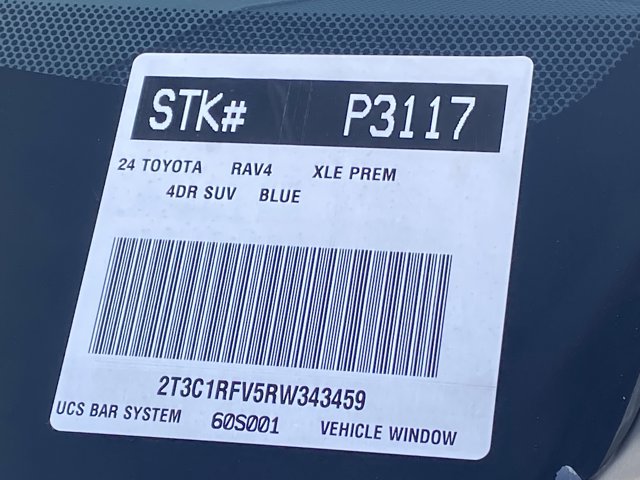 STK# P3117
24 TOYOTA RAV4 XLE PREM
4DR SUV BLUE
2T3C1RFV5RW343459
UCS BAR SYSTEM 60S001 VEHICLE WINDOW